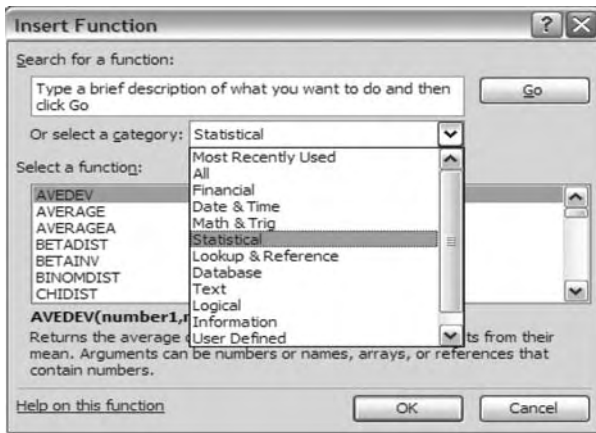 Insert Function
Search for a function:
Type a brief description of what you want to do and then
click Go
Go
Or select a category: Statistical
Most Recently Used
All
Financial
Date & Time
Math & Trig
Statistical
Lookup & Reference
Database
Text
Logical
Information
User Defined
Select a function:
AVEDEV
AVERAGE
AVERAGEA
BETADIST
BETAINV
BINOMDIST
CHIDIST
AVEDEV(number1,
Returns the average ts from their
mean. Arguments can be numbers or names, arrays, or references that
contain numbers.
Help on this function
OK
Cancel